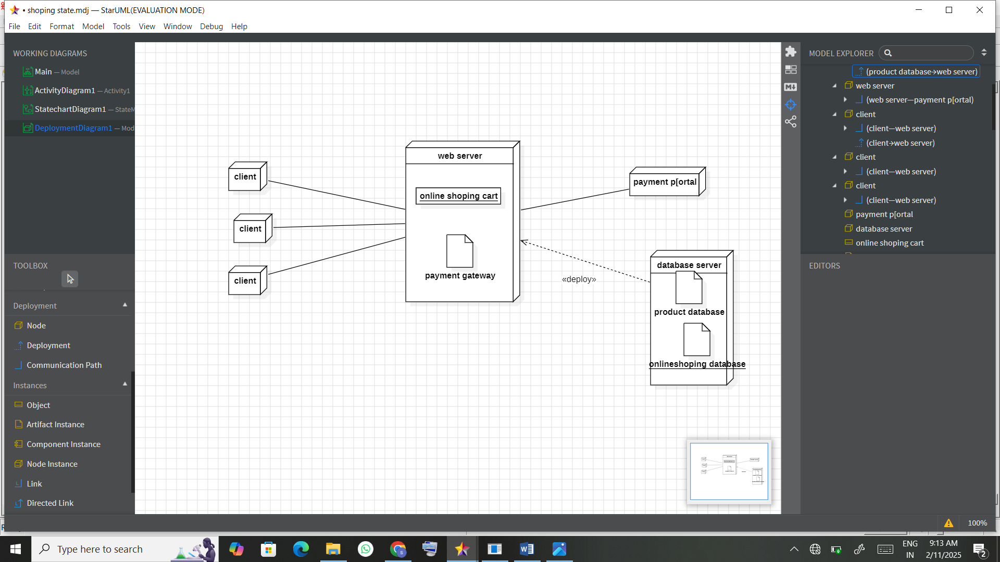 • shoping state.mdj — StarUML(EVALUATION MODE)
File Edit Format Model Tools View Window Debug Help
WORKING DIAGRAMS
Main — Model
ActivityDiagram1 — Activity1
StatechartDiagram1 — StateM
DeploymentDiagram1 — Mod
TOOLBOX
Deployment
Node
Deployment
Communication Path
Instances
Object
Artifact Instance
Component Instance
Node Instance
Link
Directed Link
client
client
client
web server
online shoping cart
payment gateway
payment p[ortal
«deploy»
database server
product database
onlineshoping database
MODEL EXPLORER
(product database→web server)
web server
(web server—payment p[ortal)
client
(client—web server)
(client→web server)
client
(client—web server)
client
(client—web server)
payment p[ortal
database server
online shoping cart
EDITORS
100%
Type here to search
ENG
IN
9:13 AM
2/11/2025
2